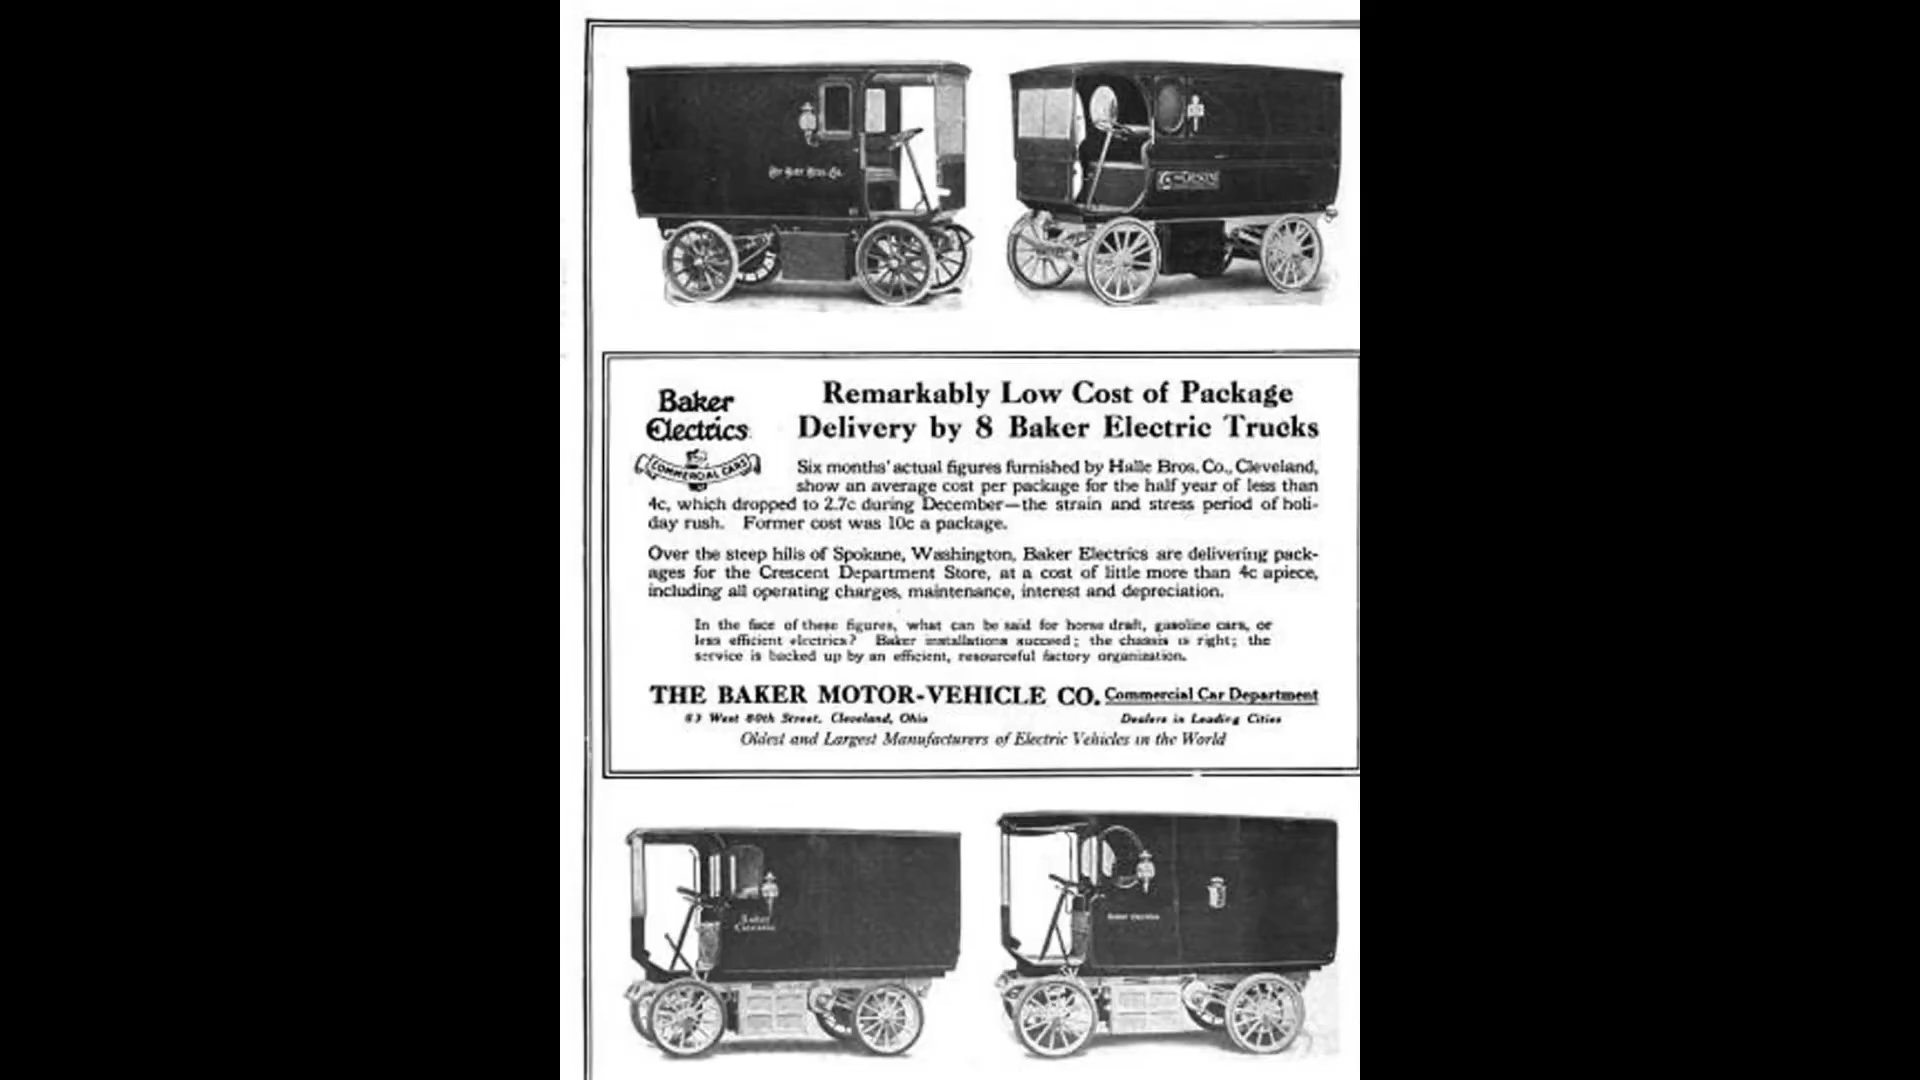 The Halle Bros. Co.
Baker
Electrics
COMMERCIAL CARS
Remarkably Low Cost of Package
Delivery by 8 Baker Electric Trucks
Six months' actual figures furnished by Halle Bros. Co., Cleveland,
show an average cost per package for the half year of less than
4c, which dropped to 2.7c during December—the strain and stress period of holi-
day rush. Former cost was 10c a package.
Over the steep hills of Spokane, Washington, Baker Electrics are delivering pack-
ages for the Crescent Department Store, at a cost of little more than 4c apiece,
including all operating charges, maintenance, interest and depreciation.
In the face of these figures, what can be said for horse draft, gasoline cars, or
less efficient electrics? Baker installations succeed; the chassis is right; the
service is backed up by an efficient, resourceful factory organization.
THE BAKER MOTOR-VEHICLE CO. Commercial Car Department
West 80th Street, Cleveland, Ohio
Dealers in Leading Cities
Oldest and Largest Manufacturers of Electric Vehicles in the World
Baker
Electrics
Baker Electrics